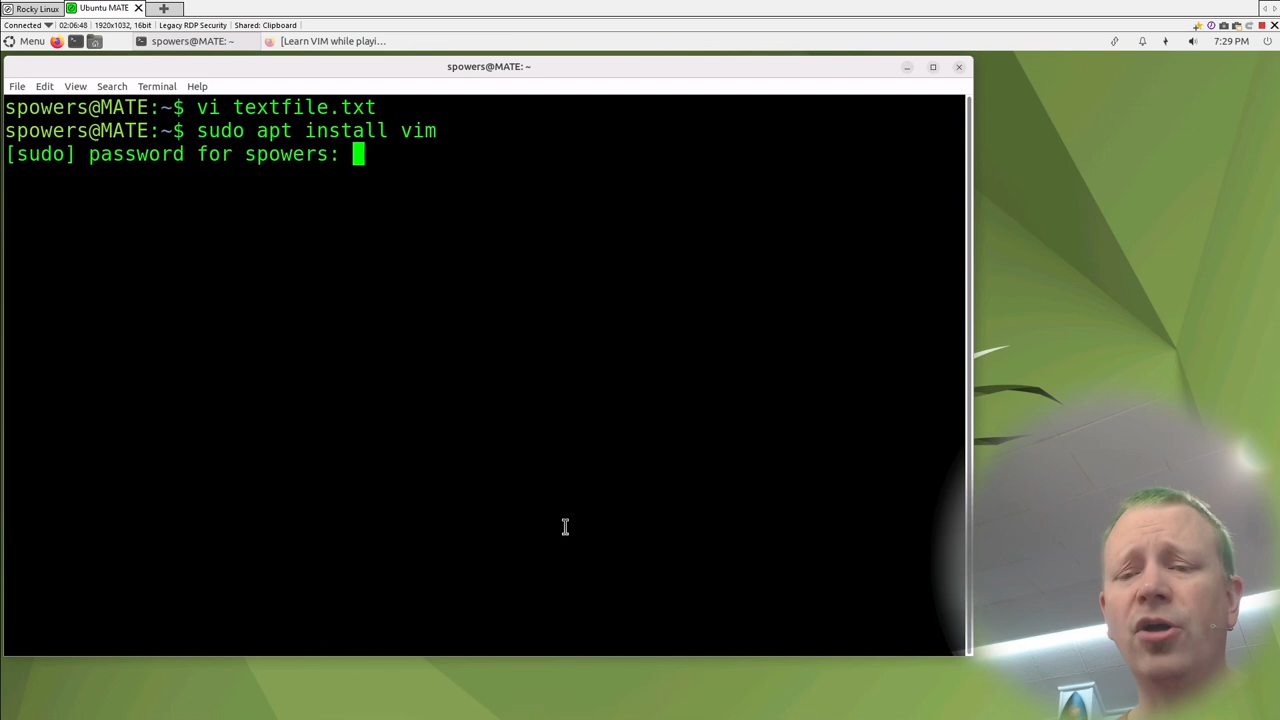 Rocky Linux Ubuntu MATE
Connected 02:06:48 1920x1032, 16bit Legacy RDP Security Shared: Clipboard
Menu spowers@MATE: ~ [Learn VIM while playi... 7:29 PM
spowers@MATE: ~
File Edit View Search Terminal Help
spowers@MATE:~$ vi textfile.txt
spowers@MATE:~$ sudo apt install vim
[sudo] password for spowers: